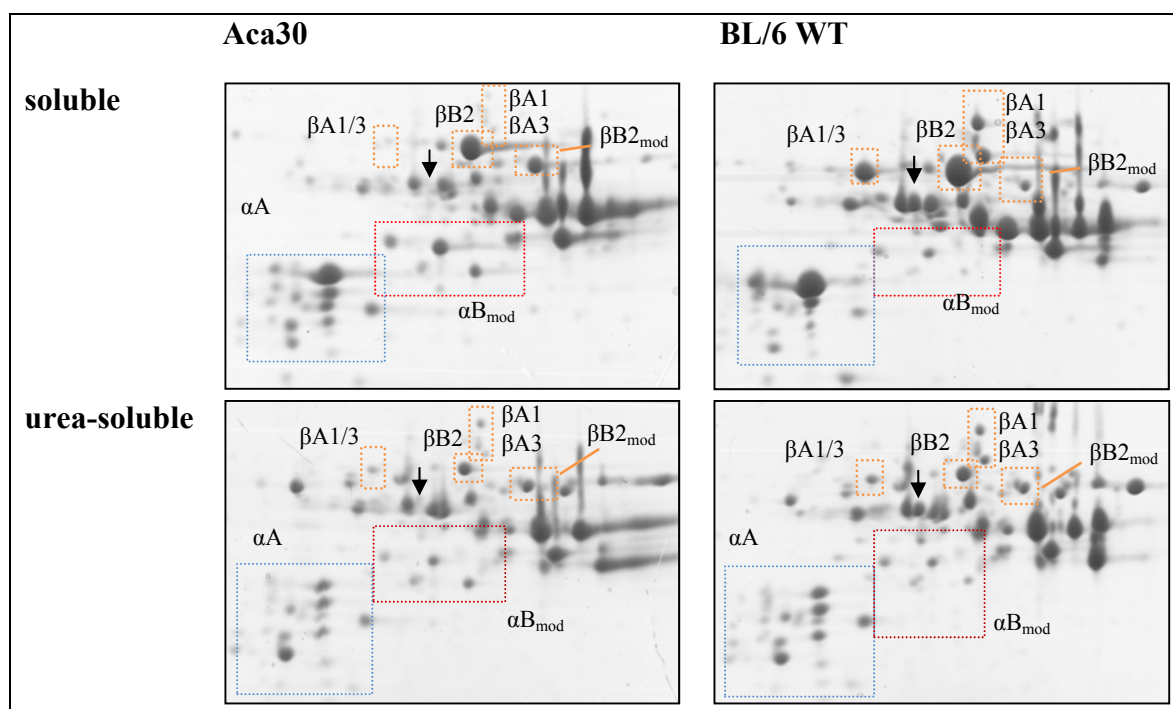 Aca30 BL/6 WT
soluble
βA1/3 βB2 βA1 βB2mod
βA3
αA
αBmod
βA1/3 βB2 βA1 βB2mod
βA3
αBmod
urea-soluble
βA1/3 βB2 βA1 βB2mod
βA3
αA
αBmod
βA1/3 βB2 βA1 βB2mod
βA3
αA
αBmod